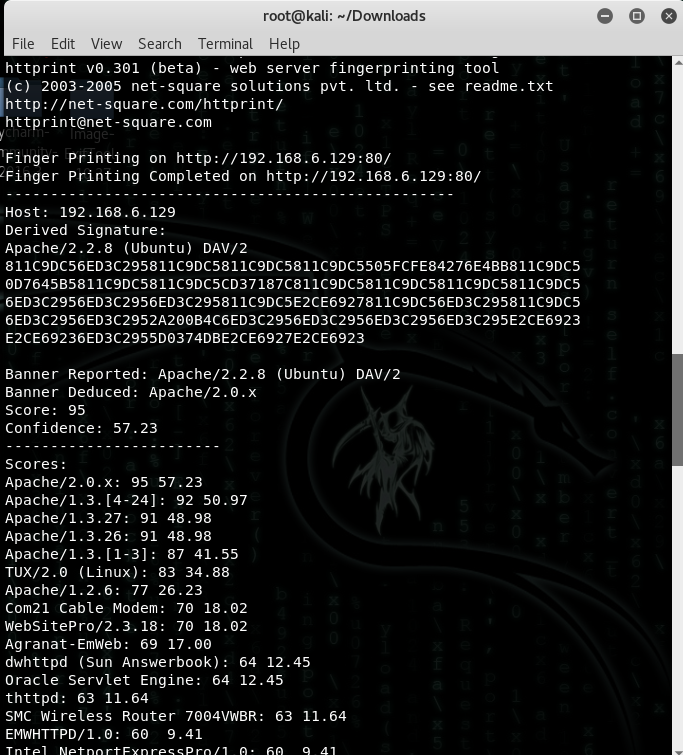 root@kali: ~/Downloads
File Edit View Search Terminal Help
httprint v0.301 (beta) - web server fingerprinting tool
(c) 2003-2005 net-square solutions pvt. ltd. - see readme.txt
http://net-square.com/httprint/
httprint@net-square.com
Finger Printing on http://192.168.6.129:80/
Finger Printing Completed on http://192.168.6.129:80/
--------------------------------------------------
Host: 192.168.6.129
Derived Signature:
Apache/2.2.8 (Ubuntu) DAV/2
811C9DC56ED3C295811C9DC5811C9DC5811C9DC5505FCFE84276E4BB811C9DC5
0D7645B5811C9DC5811C9DC5CD37187C811C9DC5811C9DC5811C9DC5811C9DC5
6ED3C2956ED3C2956ED3C295811C9DC5E2CE6927811C9DC56ED3C295811C9DC5
6ED3C2956ED3C2952A200B4C6ED3C2956ED3C2956ED3C2956ED3C295E2CE6923
E2CE69236ED3C2955D0374DBE2CE6927E2CE6923
Banner Reported: Apache/2.2.8 (Ubuntu) DAV/2
Banner Deduced: Apache/2.0.x
Score: 95
Confidence: 57.23
------------------------
Scores:
Apache/2.0.x: 95 57.23
Apache/1.3.[4-24]: 92 50.97
Apache/1.3.27: 91 48.98
Apache/1.3.26: 91 48.98
Apache/1.3.[1-3]: 87 41.55
TUX/2.0 (Linux): 83 34.88
Apache/1.2.6: 77 26.23
Com21 Cable Modem: 70 18.02
WebSitePro/2.3.18: 70 18.02
Agranat-EmWeb: 69 17.00
dwhttpd (Sun Answerbook): 64 12.45
Oracle Servlet Engine: 64 12.45
thttpd: 63 11.64
SMC Wireless Router 7004VWBR: 63 11.64
EMWHTTPD/1.0: 60  9.41
Intel NetportExpressPro/1.0: 60  9.41